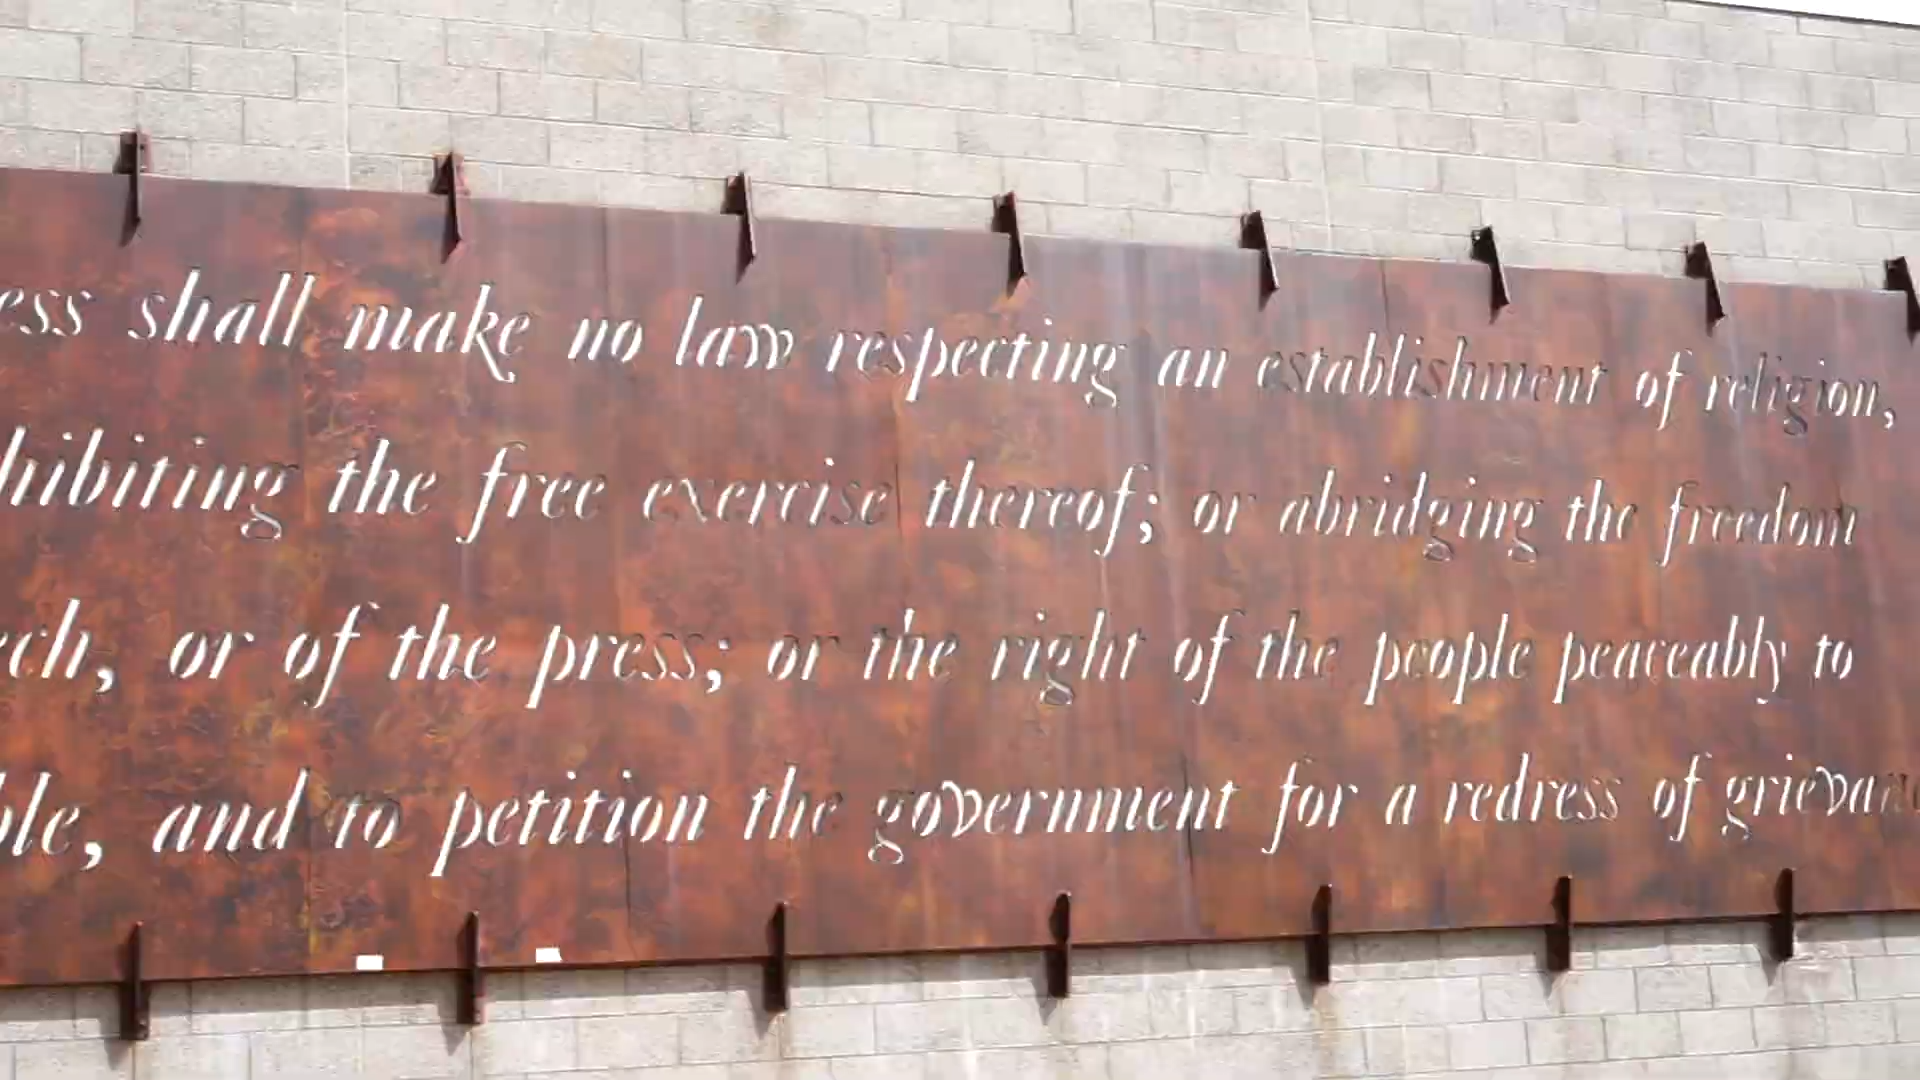 ess shall make no law respecting an establishment of religion,
hibiting the free exercise thereof; or abridging the freedom
ech, or of the press; or the right of the people peaceably to
ble, and to petition the government for a redress of grievan